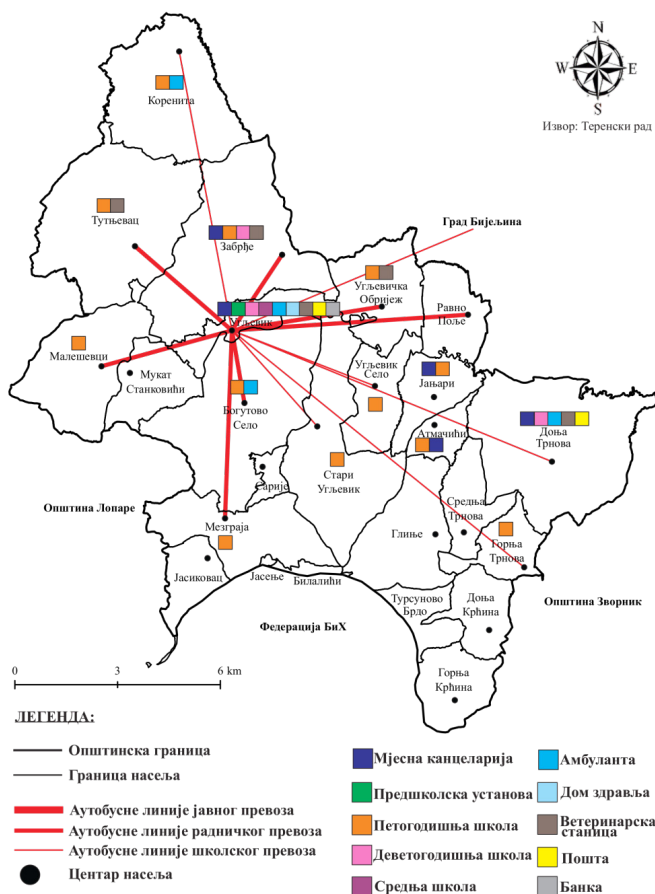 N
W E
S
Извор: Теренски рад
Коренита
Тутњевац
Забрђе
Град Бијељина
Угљевичка
Обријеж
Равно
Поље
Угљевик
Малешевци
Мукат
Станковићи
Богутово
Село
Угљевик
Село
Јањари
Атмачићи
Доња
Трнова
Стари
Угљевик
Сарије
Општина Лопаре
Мезграја
Глиње
Средња
Трнова
Горња
Трнова
Јасиковац
Јасење
Билалићи
Турсуново
Брдо
Доња
Крћина
Општина Зворник
Федерација БиХ
Горња
Крћина
0 3 6 km
ЛЕГЕНДА:
Општинска граница
Граница насеља
Аутобусне линије јавног превоза
Аутобусне линије радничког превоза
Аутобусне линије школског превоза
Центар насеља
Мјесна канцеларија
Предшколска установа
Петогодишња школа
Деветогодишња школа
Средња школа
Амбуланта
Дом здравља
Ветеринарска
станица
Пошта
Банка